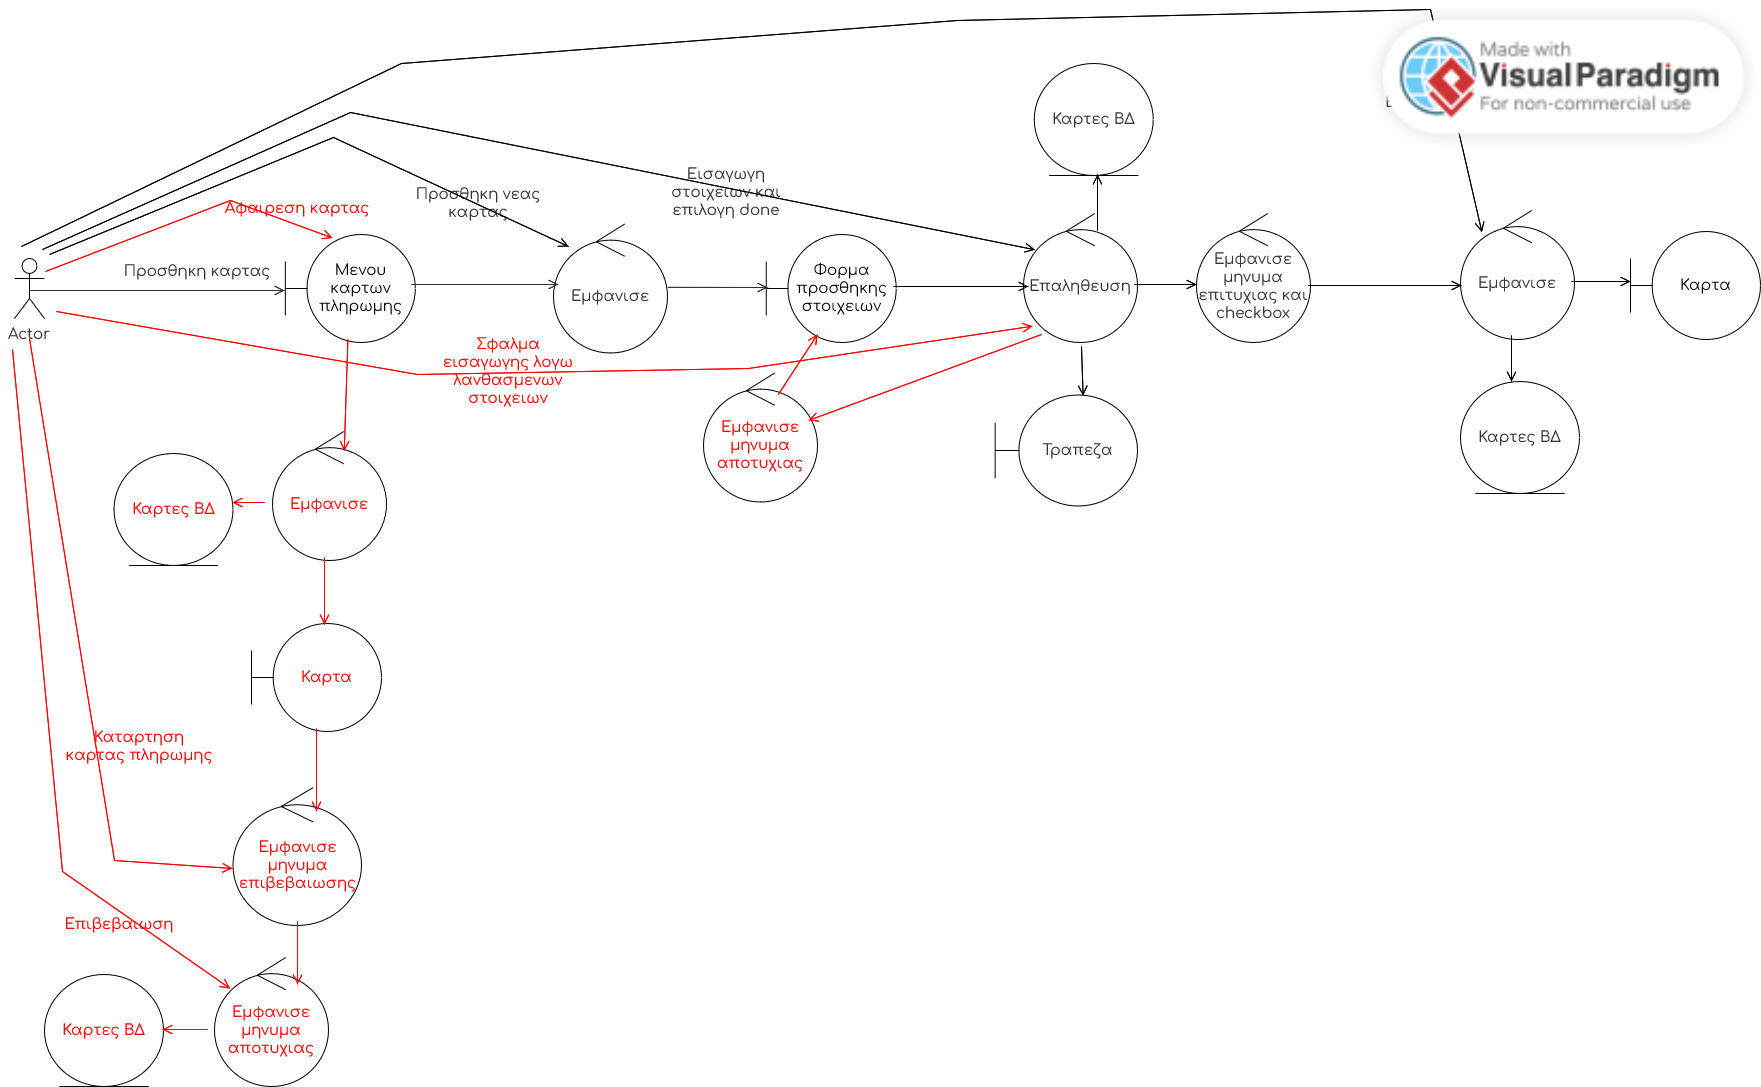 Made with
Visual Paradigm
For non-commercial use
Καρτες ΒΔ
Εισαγωγη
στοιχειων και
επιλογη done
Προσθηκη νεας
καρτας
Αφαιρεση καρτας
Προσθηκη καρτας
Actor
Μενου
καρτων
πληρωμης
Εμφανισε
Φορμα
προσθηκης
στοιχειων
Επαληθευση
Εμφανισε
μηνυμα
επιτυχιας και
checkbox
Εμφανισε
Καρτα
Σφαλμα
εισαγωγης λογω
λανθασμενων
στοιχειων
Εμφανισε
μηνυμα
αποτυχιας
Τραπεζα
Καρτες ΒΔ
Καρτες ΒΔ
Εμφανισε
Καρτα
Καταρτηση
καρτας πληρωμης
Εμφανισε
μηνυμα
επιβεβαιωσης
Επιβεβαιωση
Καρτες ΒΔ
Εμφανισε
μηνυμα
αποτυχιας